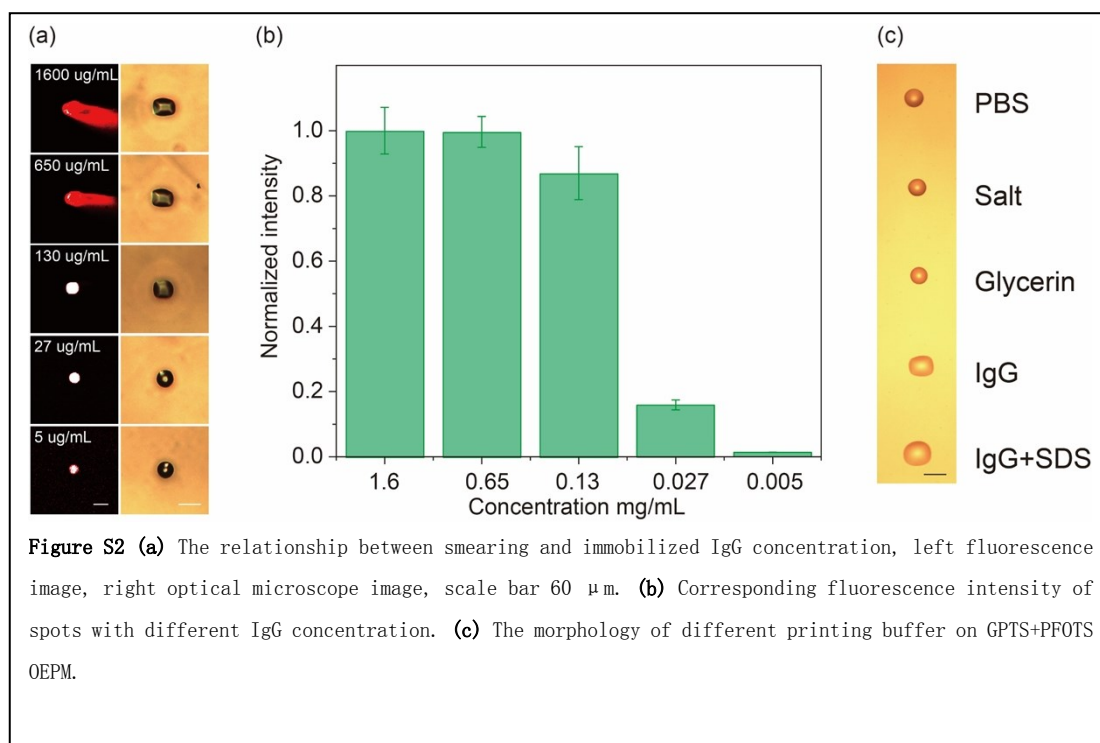 (a)
1600 ug/mL
650 ug/mL
130 ug/mL
27 ug/mL
5 ug/mL
(b)
Normalized intensity
1.0
0.8
0.6
0.4
0.2
0.0
1.6 0.65 0.13 0.027 0.005
Concentration mg/mL
(c)
PBS
Salt
Glycerin
IgG
IgG+SDS
Figure S2 (a) The relationship between smearing and immobilized IgG concentration, left fluorescence
image, right optical microscope image, scale bar 60 μm. (b) Corresponding fluorescence intensity of
spots with different IgG concentration. (c) The morphology of different printing buffer on GPTS+PFOTS
OEPM.